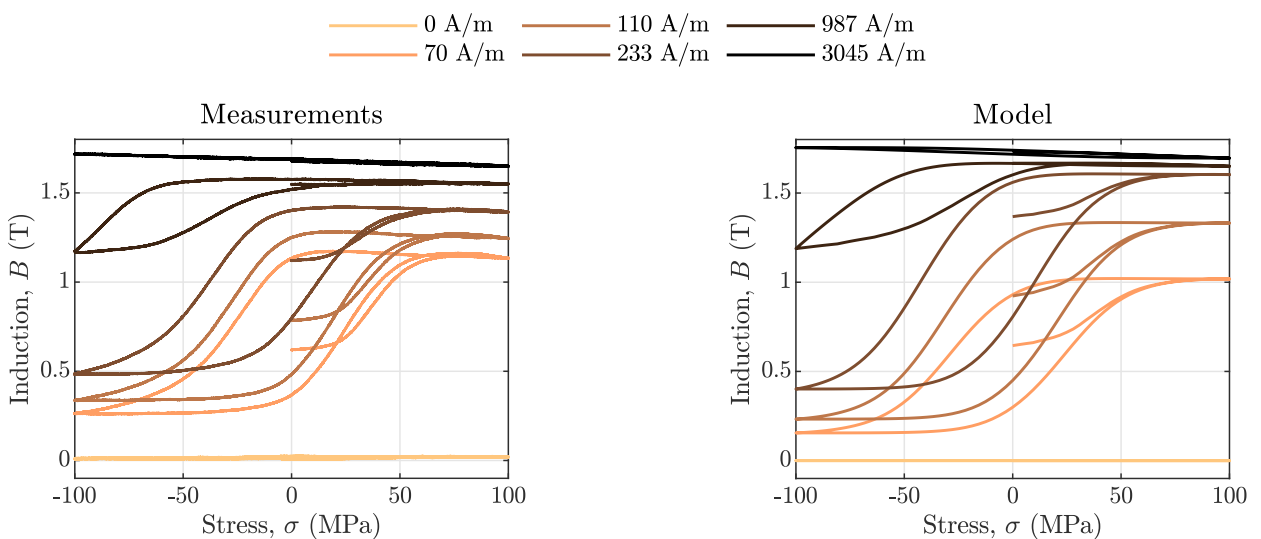 0 A/m 110 A/m 987 A/m
70 A/m 233 A/m 3045 A/m
Measurements
Induction, B (T)
1.5
1
0.5
0
-100 -50 0 50 100
Stress, σ (MPa)
Model
Induction, B (T)
1.5
1
0.5
0
-100 -50 0 50 100
Stress, σ (MPa)